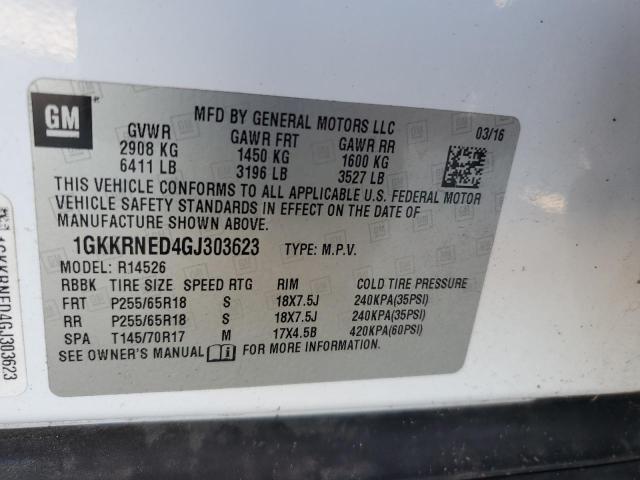 GM
MFD BY GENERAL MOTORS LLC
03/16
GVWR GAWR FRT GAWR RR
2908 KG 1450 KG 1600 KG
6411 LB 3196 LB 3527 LB
THIS VEHICLE CONFORMS TO ALL APPLICABLE U.S. FEDERAL MOTOR
VEHICLE SAFETY STANDARDS IN EFFECT ON THE DATE OF
MANUFACTURE SHOWN ABOVE.
1GKKRNED4GJ303623 TYPE: M.P.V.
MODEL: R14526
RBBK TIRE SIZE SPEED RTG RIM COLD TIRE PRESSURE
FRT P255/65R18 S 18X7.5J 240KPA(35PSI)
RR P255/65R18 S 18X7.5J 240KPA(35PSI)
SPA T145/70R17 M 17X4.5B 420KPA(60PSI)
SEE OWNER'S MANUAL FOR MORE INFORMATION
1GKKRNED4GJ303623